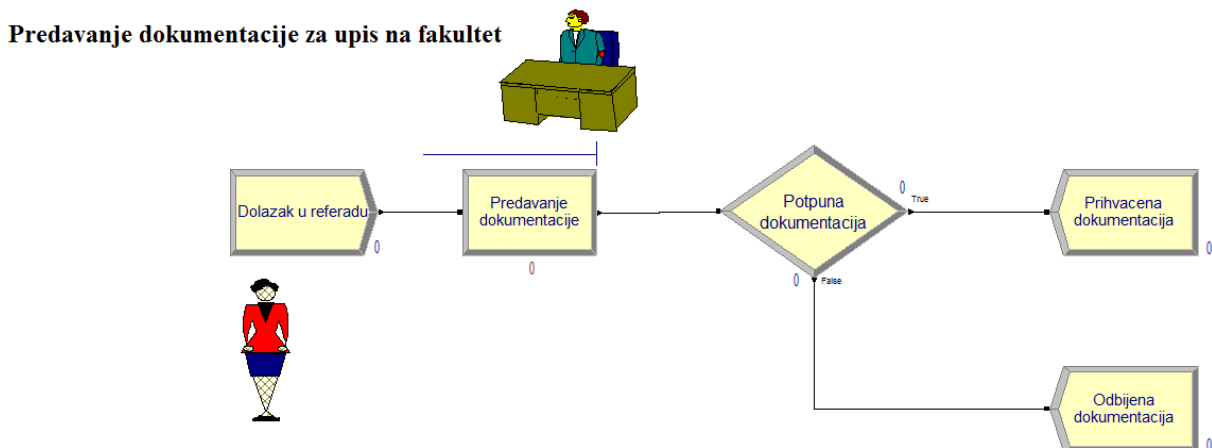 Predavanje dokumentacije za upis na fakultet
Dolazak u referadu
0
Predavanje
dokumentacije
0
Potpuna
dokumentacija
0
True
0
False
Prihvacena
dokumentacija
0
Odbijena
dokumentacija
0